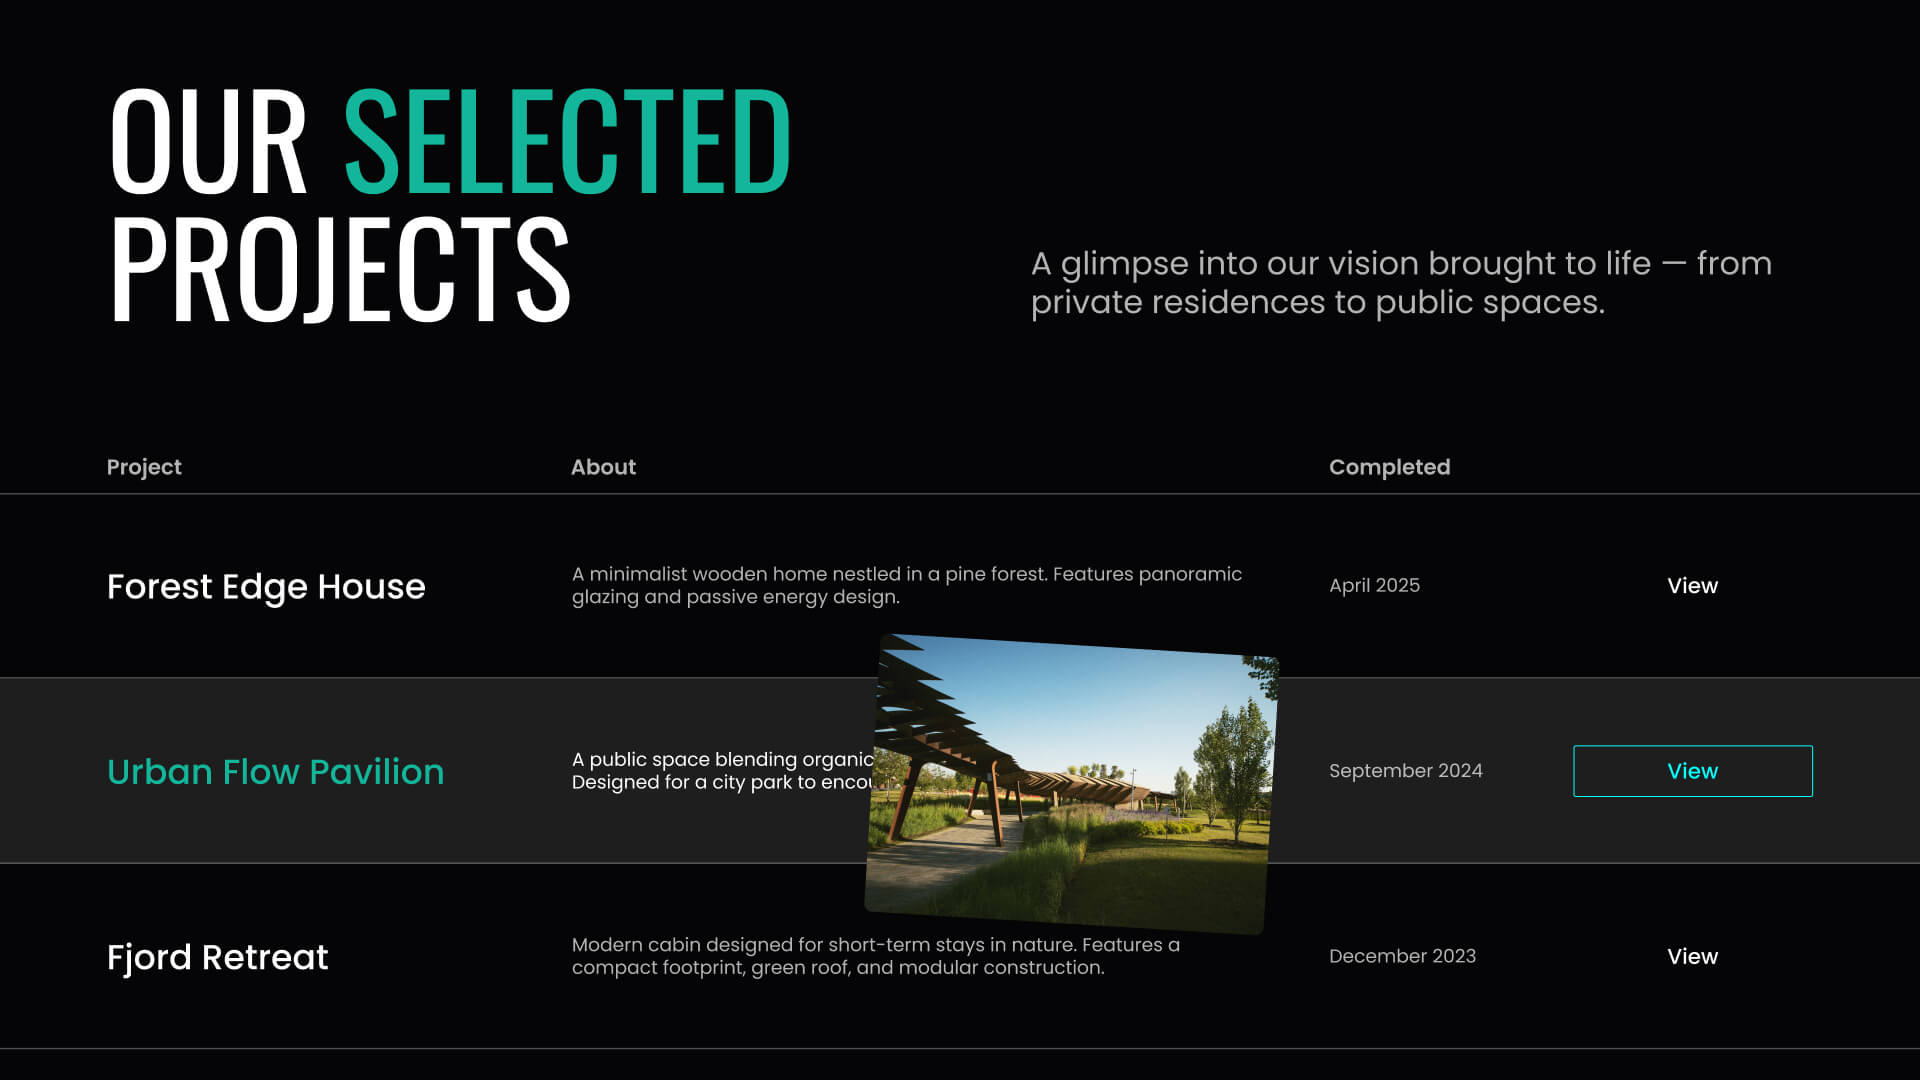 OUR SELECTED
PROJECTS
A glimpse into our vision brought to life — from
private residences to public spaces.
Project
About
Completed
Forest Edge House
A minimalist wooden home nestled in a pine forest. Features panoramic
glazing and passive energy design.
April 2025
View
Urban Flow Pavilion
A public space blending organic
Designed for a city park to
September 2024
View
Fjord Retreat
Modern cabin designed for short-term stays in nature. Features a
compact footprint, green roof, and modular construction.
December 2023
View